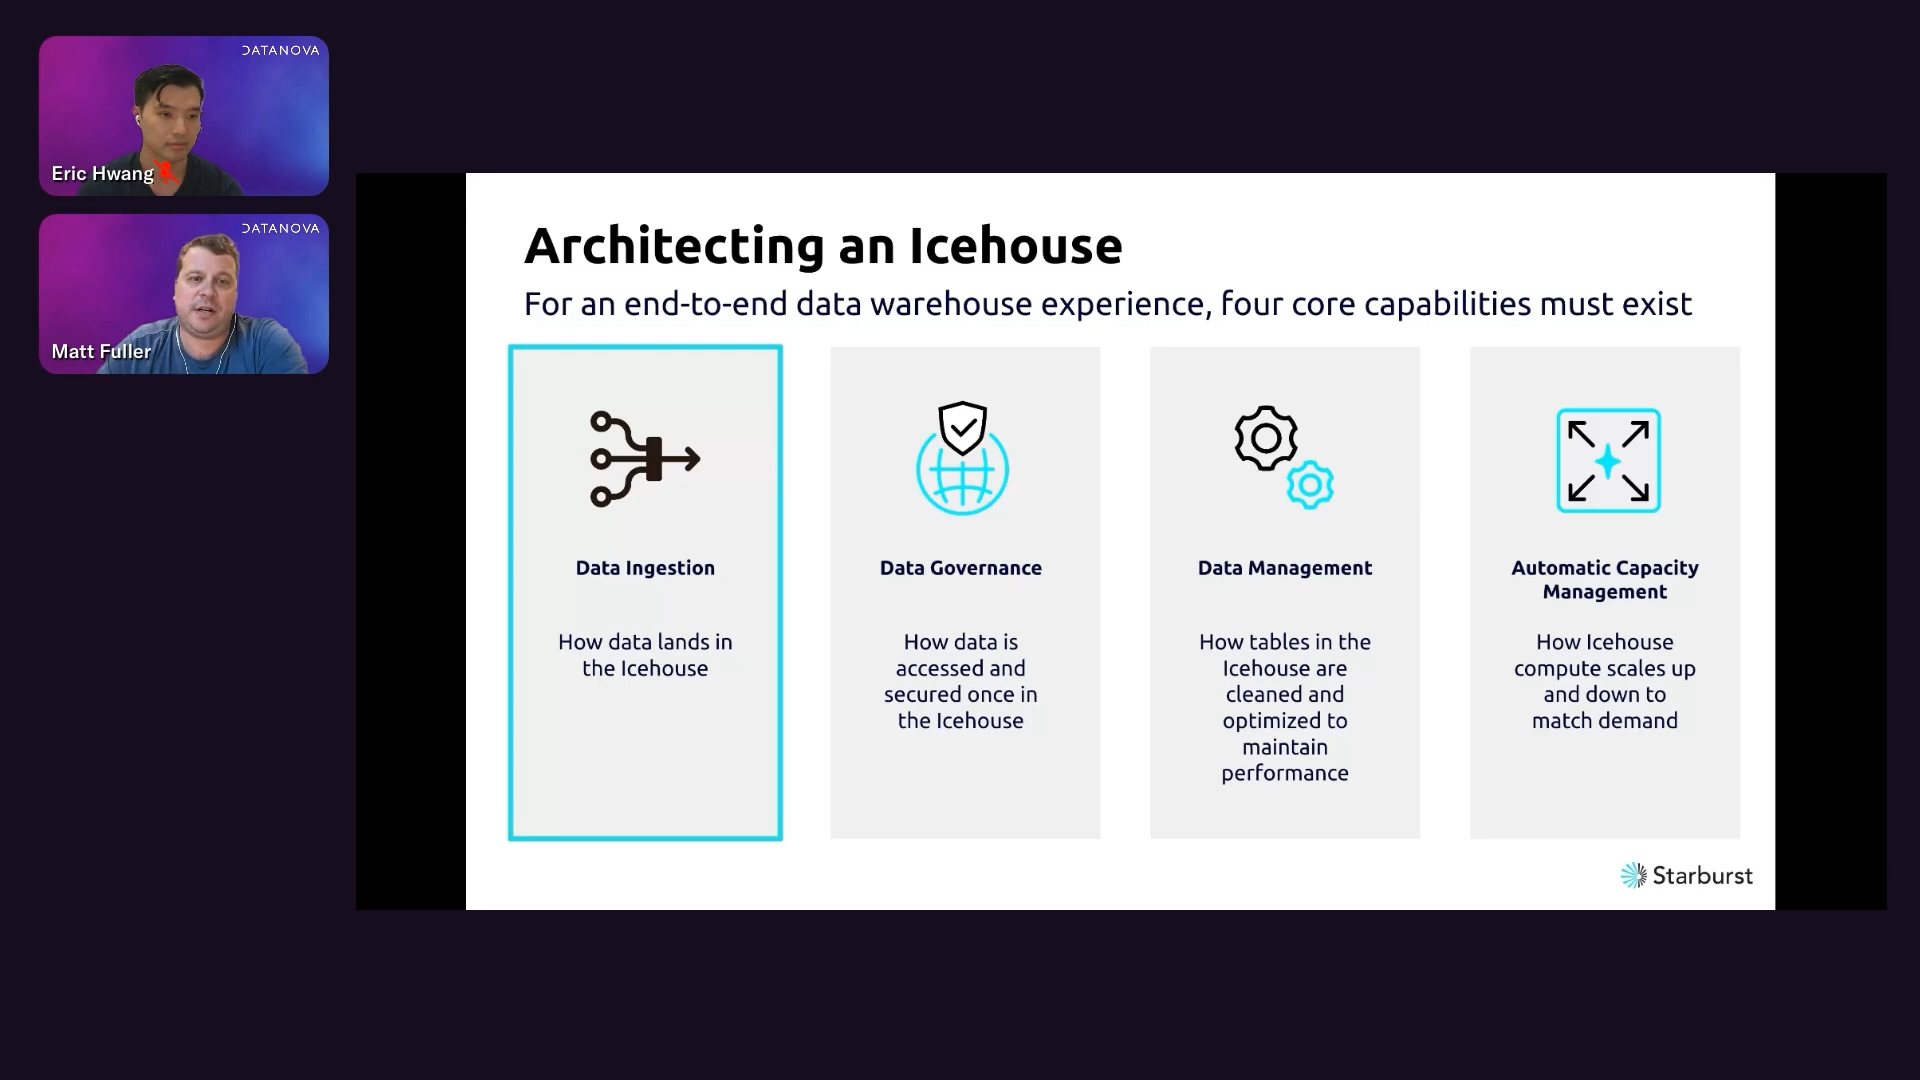 DATANOVA
Eric Hwang
DATANOVA
Matt Fuller
Architecting an Icehouse
For an end-to-end data warehouse experience, four core capabilities must exist
Data Ingestion
How data lands in
the Icehouse
Data Governance
How data is
accessed and
secured once in
the Icehouse
Data Management
How tables in the
Icehouse are
cleaned and
optimized to
maintain
performance
Automatic Capacity
Management
How Icehouse
compute scales up
and down to
match demand
Starburst